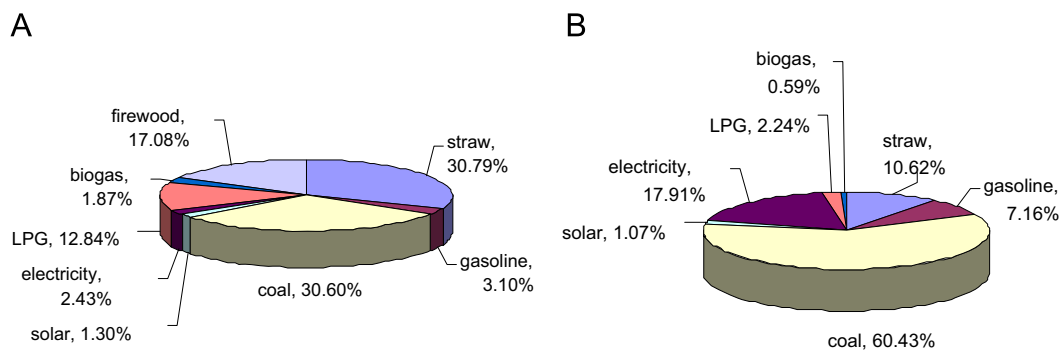 A
firewood,
17.08%
straw,
30.79%
biogas,
1.87%
LPG, 12.84%
electricity,
2.43%
solar, 1.30%
coal, 30.60%
gasoline,
3.10%
B
biogas,
0.59%
LPG, 2.24%
straw,
10.62%
electricity,
17.91%
gasoline,
7.16%
solar, 1.07%
coal, 60.43%